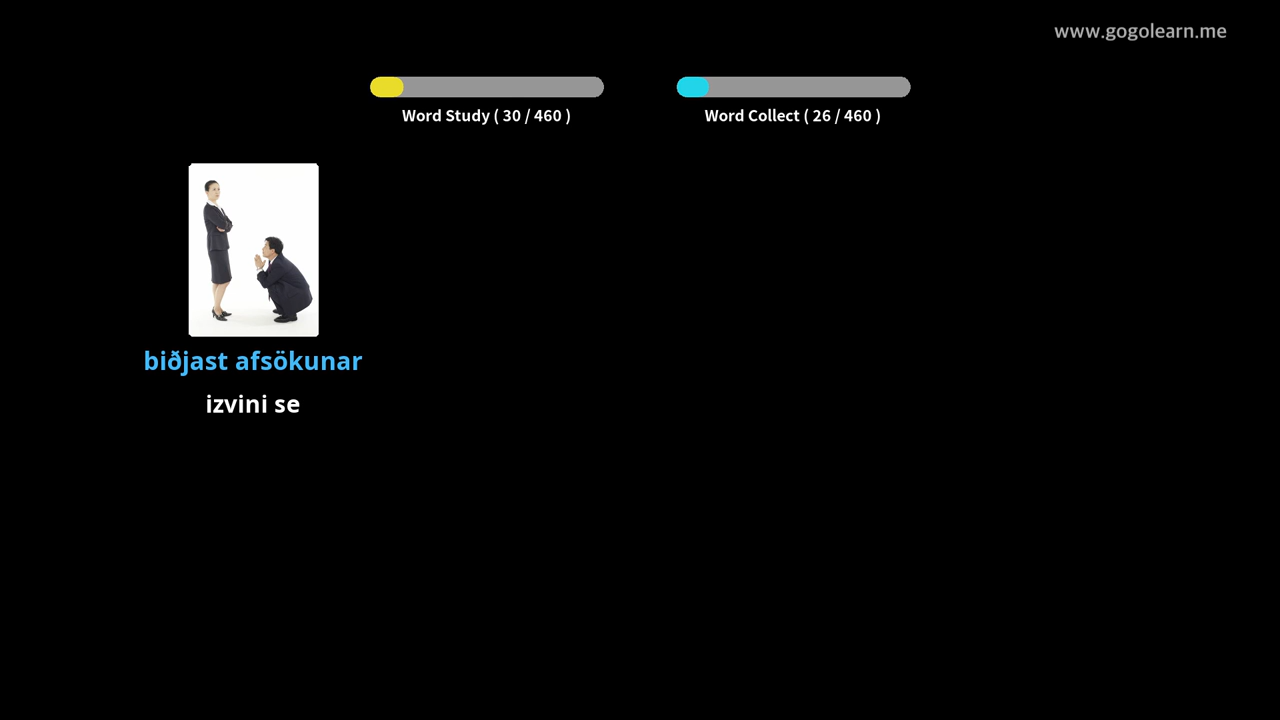 www.gogolearn.me
Word Study ( 30 / 460 )
Word Collect ( 26 / 460 )
biðjast afsökunar
izvini se